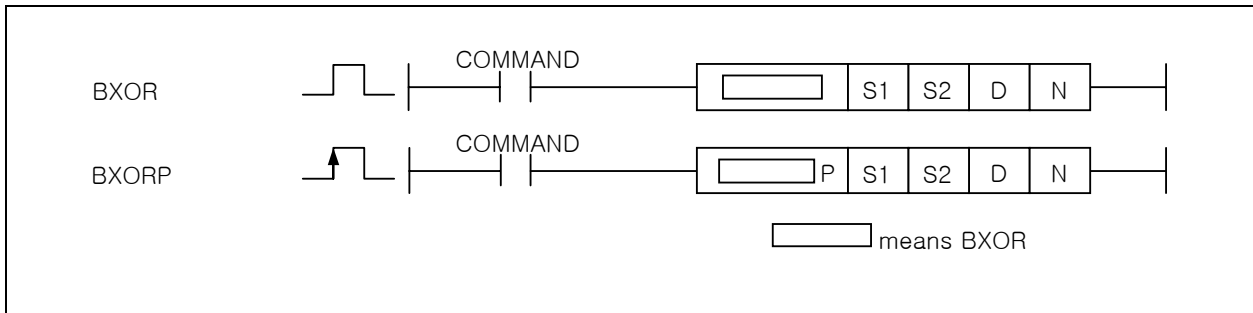 COMMAND
BXOR S1 S2 D N
COMMAND
BXORP P S1 S2 D N
means BXOR